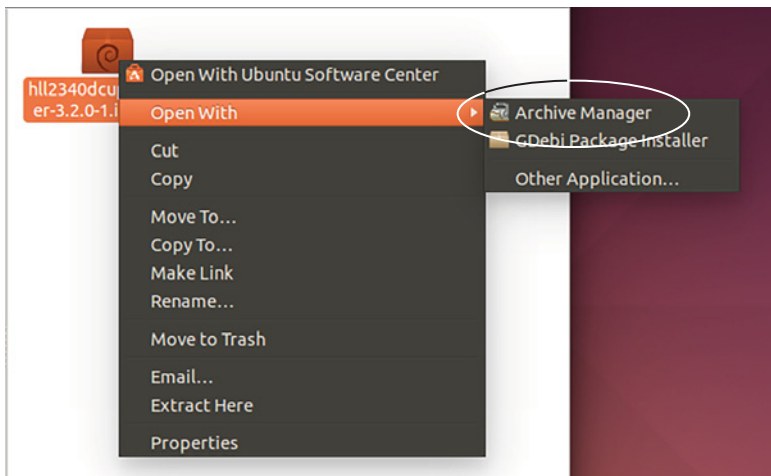 hll2340dcu
er-3.2.0-1.i
Open With Ubuntu Software Center
Open With
Archive Manager
GDebi Package Installer
Other Application...
Cut
Copy
Move To...
Copy To...
Make Link
Rename...
Move to Trash
Email...
Extract Here
Properties